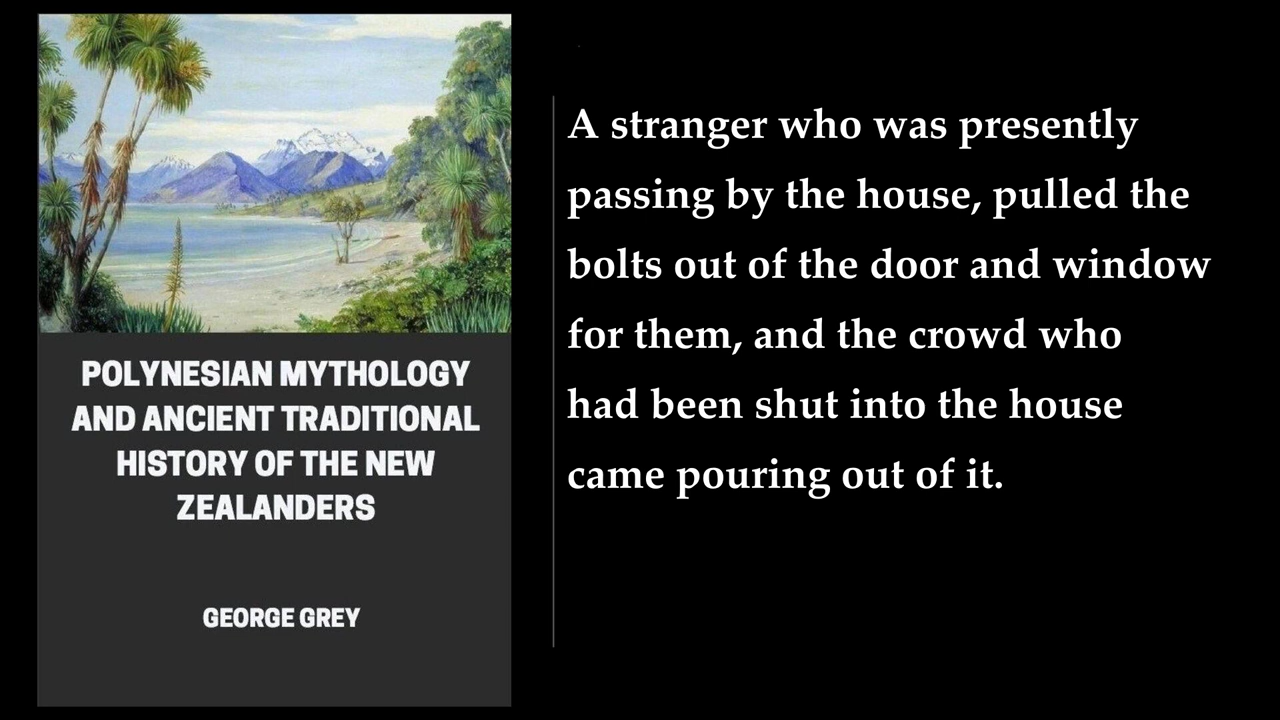 POLYNESIAN MYTHOLOGY
AND ANCIENT TRADITIONAL
HISTORY OF THE NEW
ZEALANDERS
GEORGE GREY
A stranger who was presently
passing by the house, pulled the
bolts out of the door and window
for them, and the crowd who
had been shut into the house
came pouring out of it.